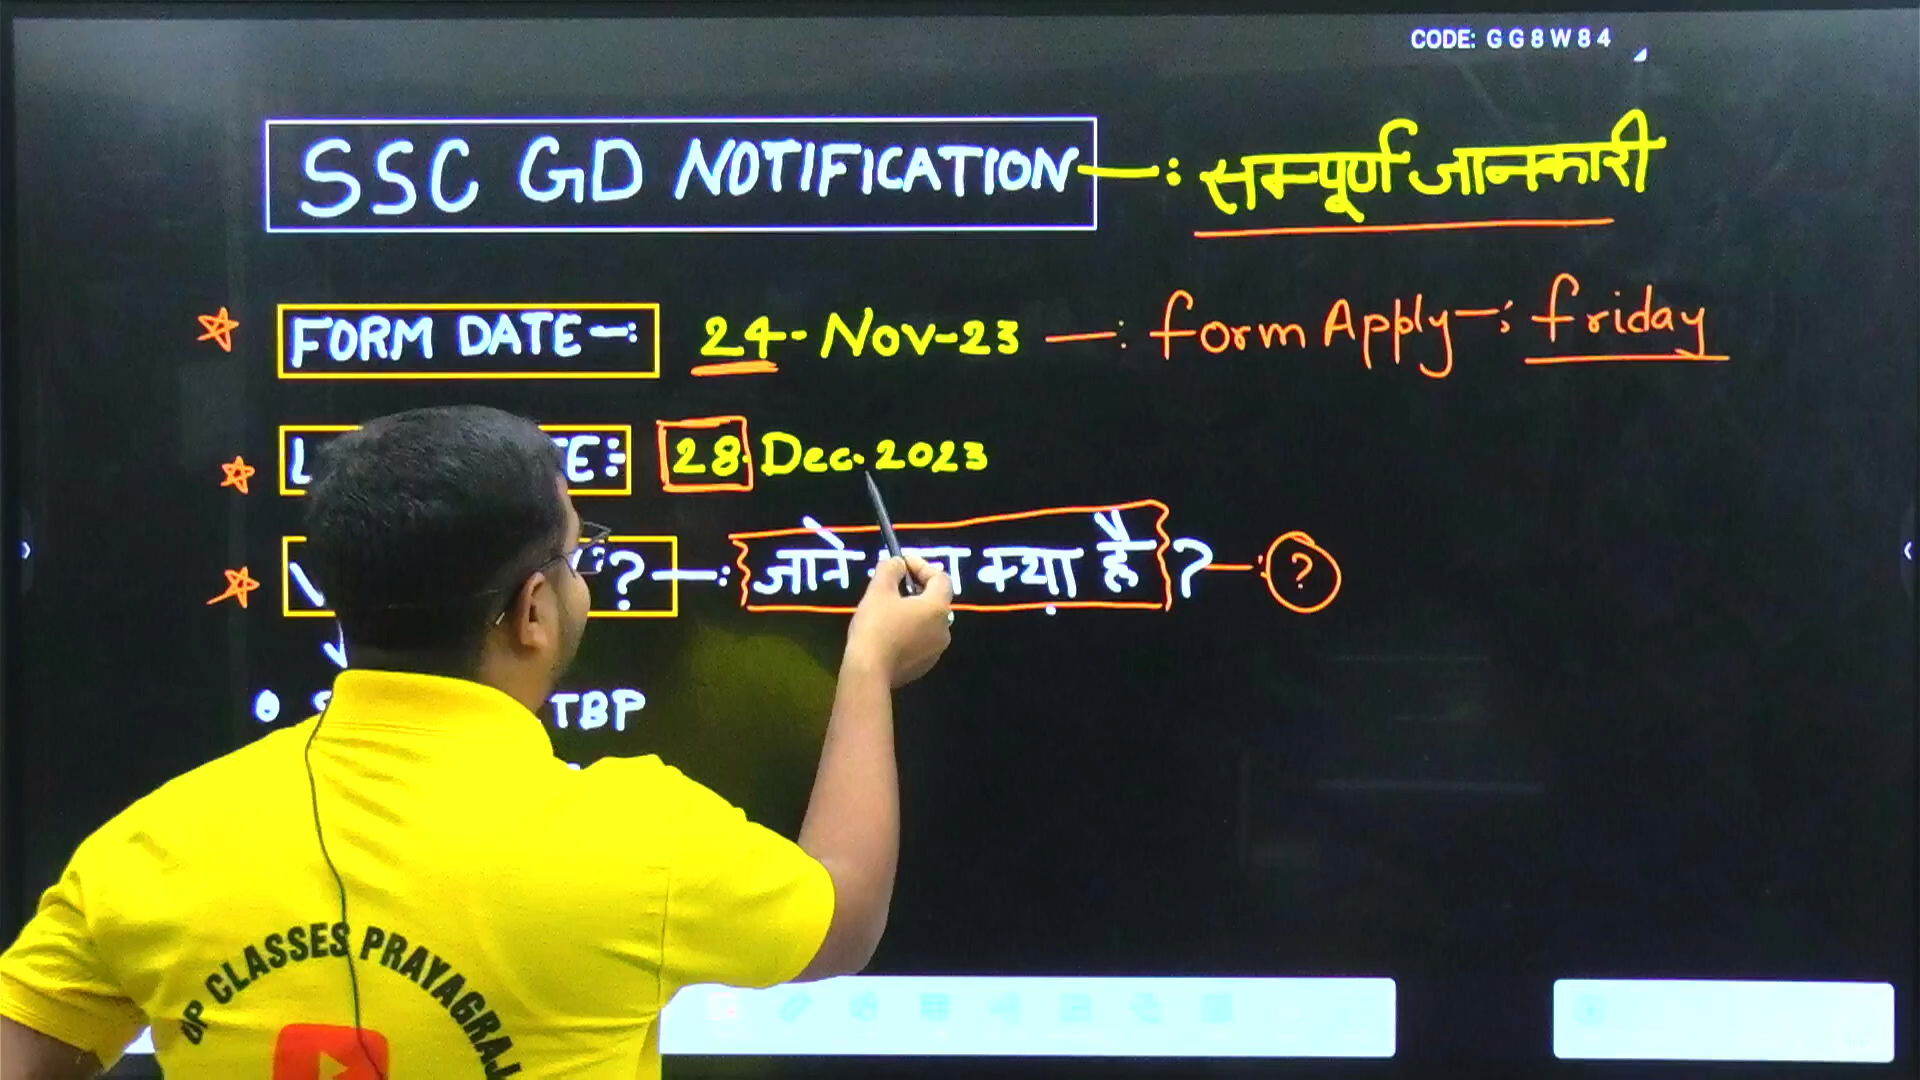 CODE: GG8W84
SSC GD NOTIFICATION —: सम्पूर्ण जानकारी
FORM DATE —: 24-Nov-23 —: form Apply —: friday
E: 28 Dec. 2023
? —: जाने क्या है ? —: ?
TBP
OP CLASSES PRAYAGRAJ